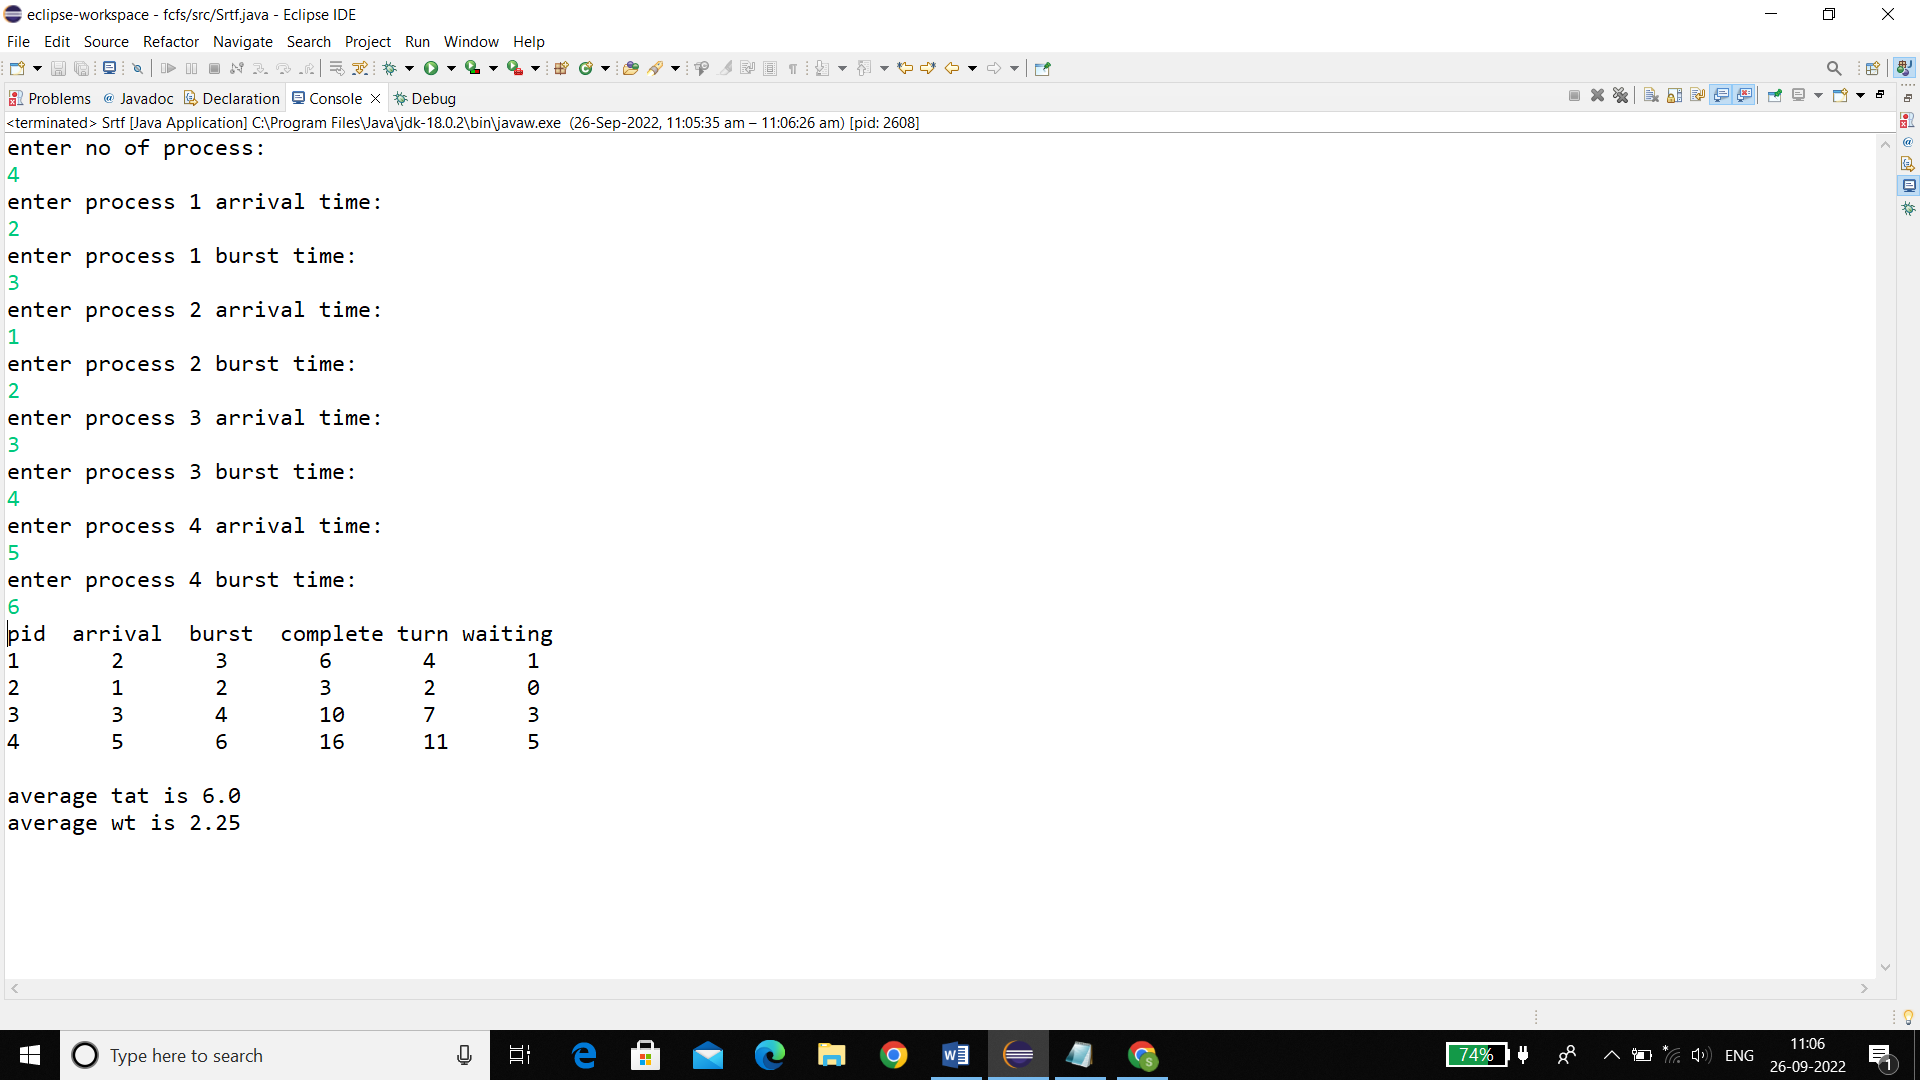 eclipse-workspace - fcfs/src/Srtf.java - Eclipse IDE
File Edit Source Refactor Navigate Search Project Run Window Help
Problems @ Javadoc Declaration Console Debug
<terminated> Srtf [Java Application] C:\Program Files\Java\jdk-18.0.2\bin\javaw.exe (26-Sep-2022, 11:05:35 am – 11:06:26 am) [pid: 2608]
enter no of process:
4
enter process 1 arrival time:
2
enter process 1 burst time:
3
enter process 2 arrival time:
1
enter process 2 burst time:
2
enter process 3 arrival time:
3
enter process 3 burst time:
4
enter process 4 arrival time:
5
enter process 4 burst time:
6
pid arrival burst complete turn waiting
1 2 3 6 4 1
2 1 2 3 2 0
3 3 4 10 7 3
4 5 6 16 11 5
average tat is 6.0
average wt is 2.25
Type here to search
74%
ENG
11:06
26-09-2022
1